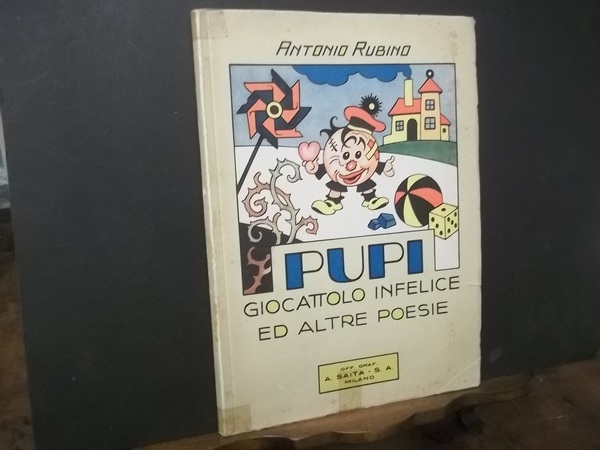 ANTONIO RUBINO
PUPI
GIOCATTOLO INFELICE
ED ALTRE POESIE
OFF. GRAF.
A. SAITA - S. A.
MILANO